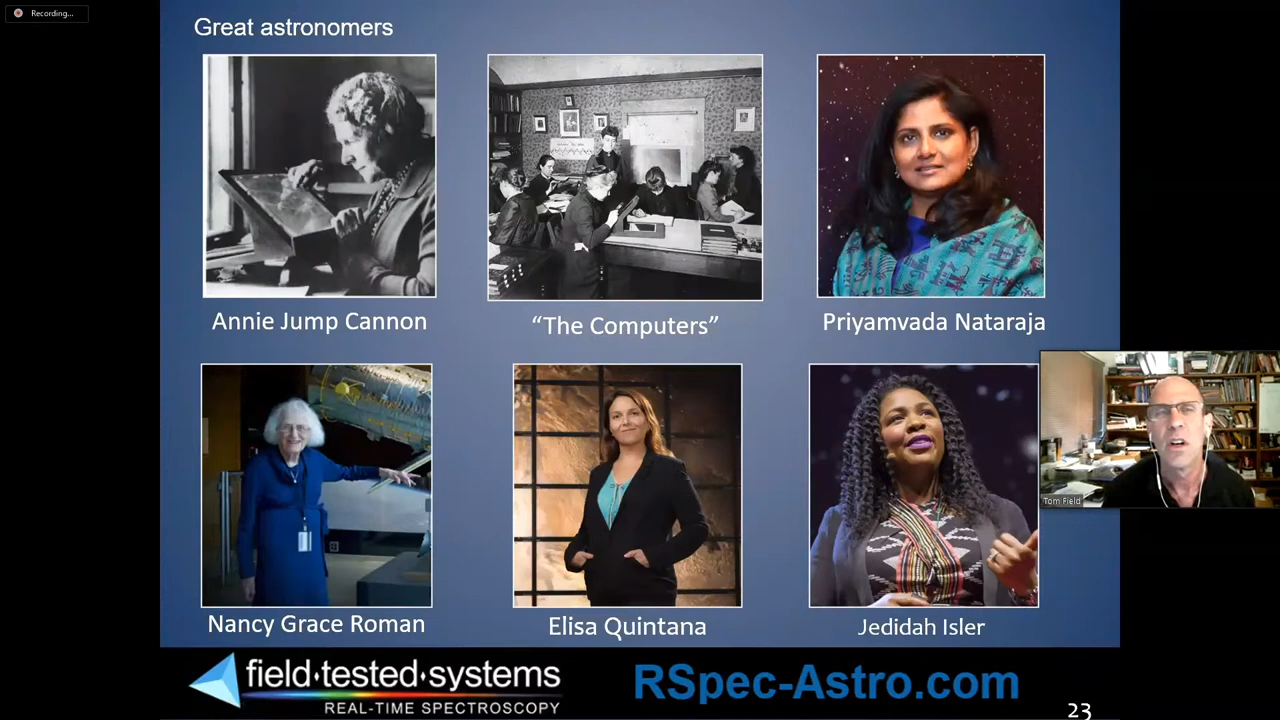 Recording...
Great astronomers
Annie Jump Cannon
“The Computers”
Priyamvada Nataraja
Tom Field
Nancy Grace Roman
Elisa Quintana
Jedidah Isler
field·tested·systems
REAL-TIME SPECTROSCOPY
RSpec-Astro.com
23